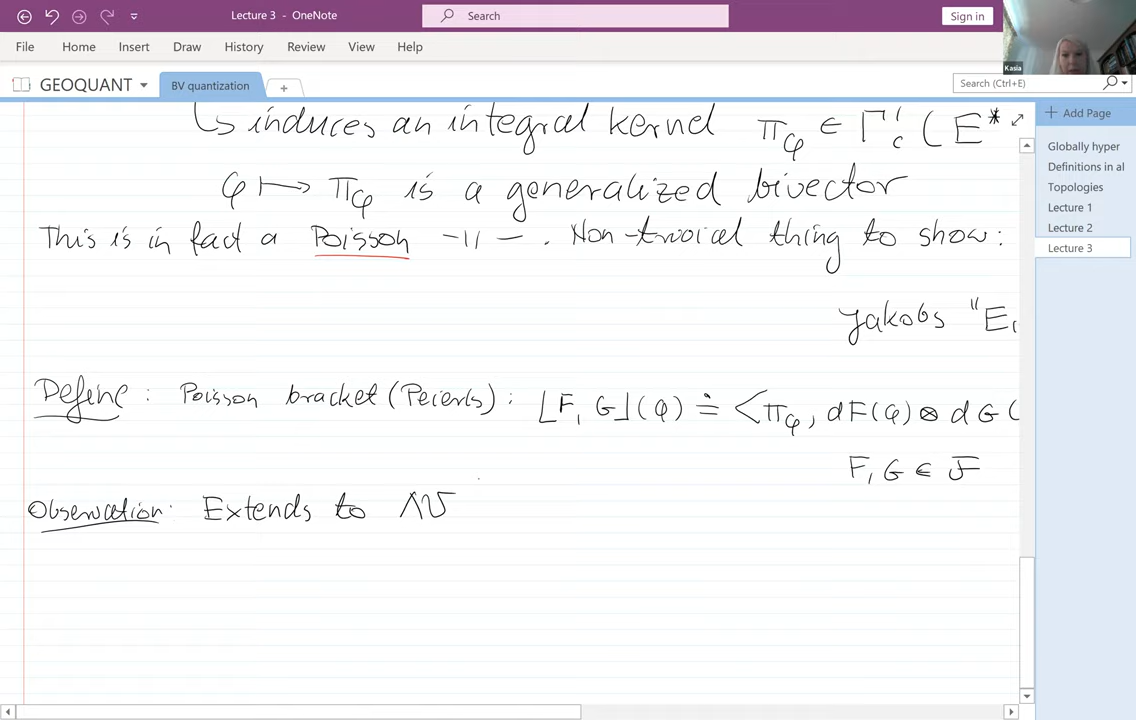 Lecture 3 - OneNote
Search
Sign in
Kasia
File Home Insert Draw History Review View Help
GEOQUANT
BV quantization
Search (Ctrl+E)
Add Page
Globally hyper
Definitions in al
Topologies
Lecture 1
Lecture 2
Lecture 3
↳ induces an integral kernel π_φ ∈ Γ'_c (E*
φ ↦ π_φ is a generalized bivector
This is in fact a Poisson -"-. Non-trivial thing to show:
Jakobs "E,
Define: Poisson bracket (Peierls): ⌊F, G⌋(φ) ≐ <π_φ, dF(φ) ⊗ dG(
F, G ∈ F
Observation: Extends to ΛV